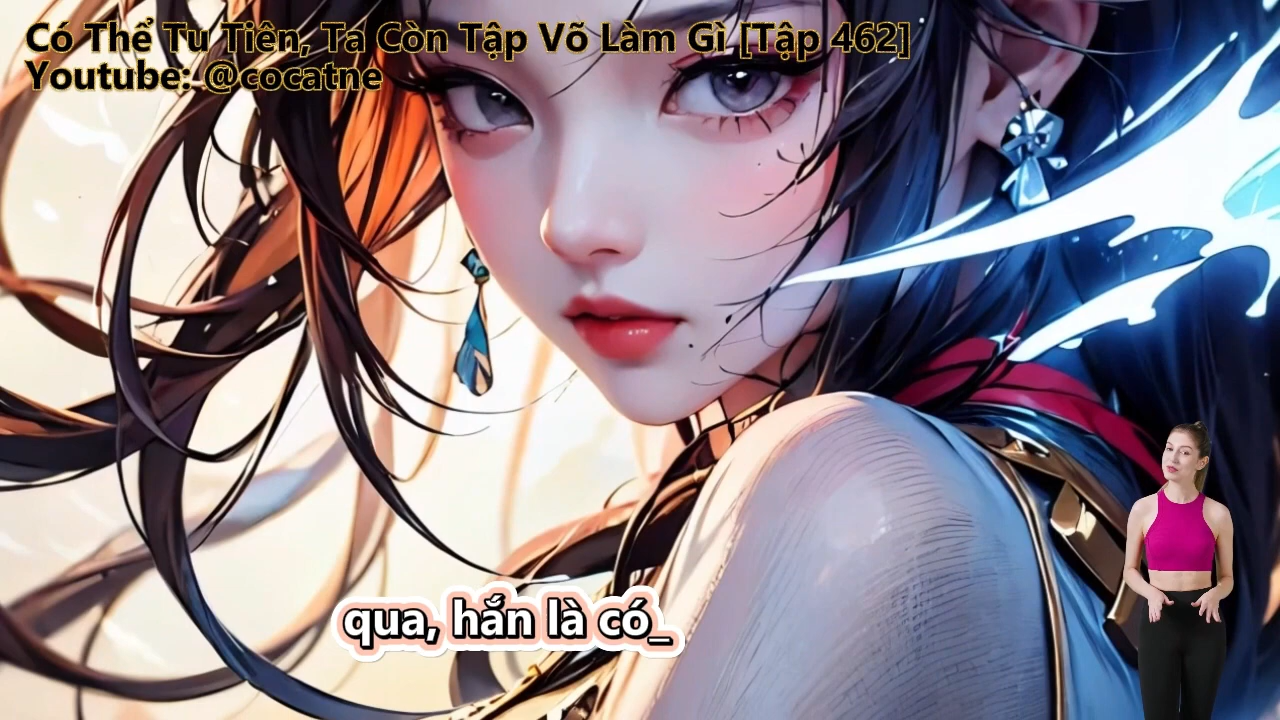 Có Thể Tu Tiên, Ta Còn Tập Võ Làm Gì [Tập 462]
Youtube: @cocatne
qua, hắn là có_